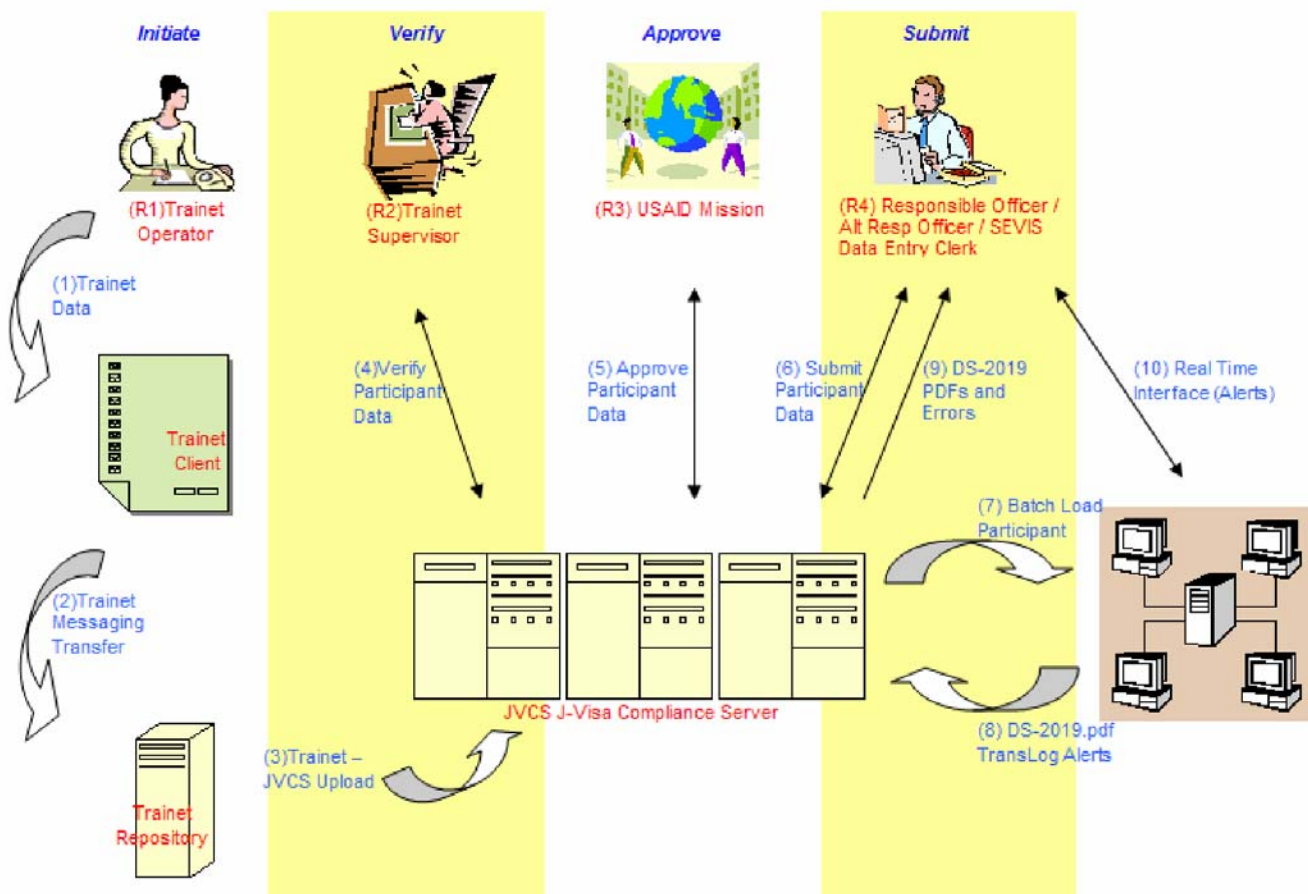 Initiate
Verify
Approve
Submit
(R1)Trainet
Operator
(R2)Trainet
Supervisor
(R3) USAID Mission
(R4) Responsible Officer /
Alt Resp Officer / SEVIS
Data Entry Clerk
(1)Trainet
Data
Trainet
Client
(2)Trainet
Messaging
Transfer
Trainet
Repository
(3)Trainet –
JVCS Upload
(4)Verify
Participant
Data
(5) Approve
Participant
Data
(6) Submit
Participant
Data
(9) DS-2019
PDFs and
Errors
(10) Real Time
Interface (Alerts)
(7) Batch Load
Participant
JVCS J-Visa Compliance Server
(8) DS-2019.pdf
TransLog Alerts